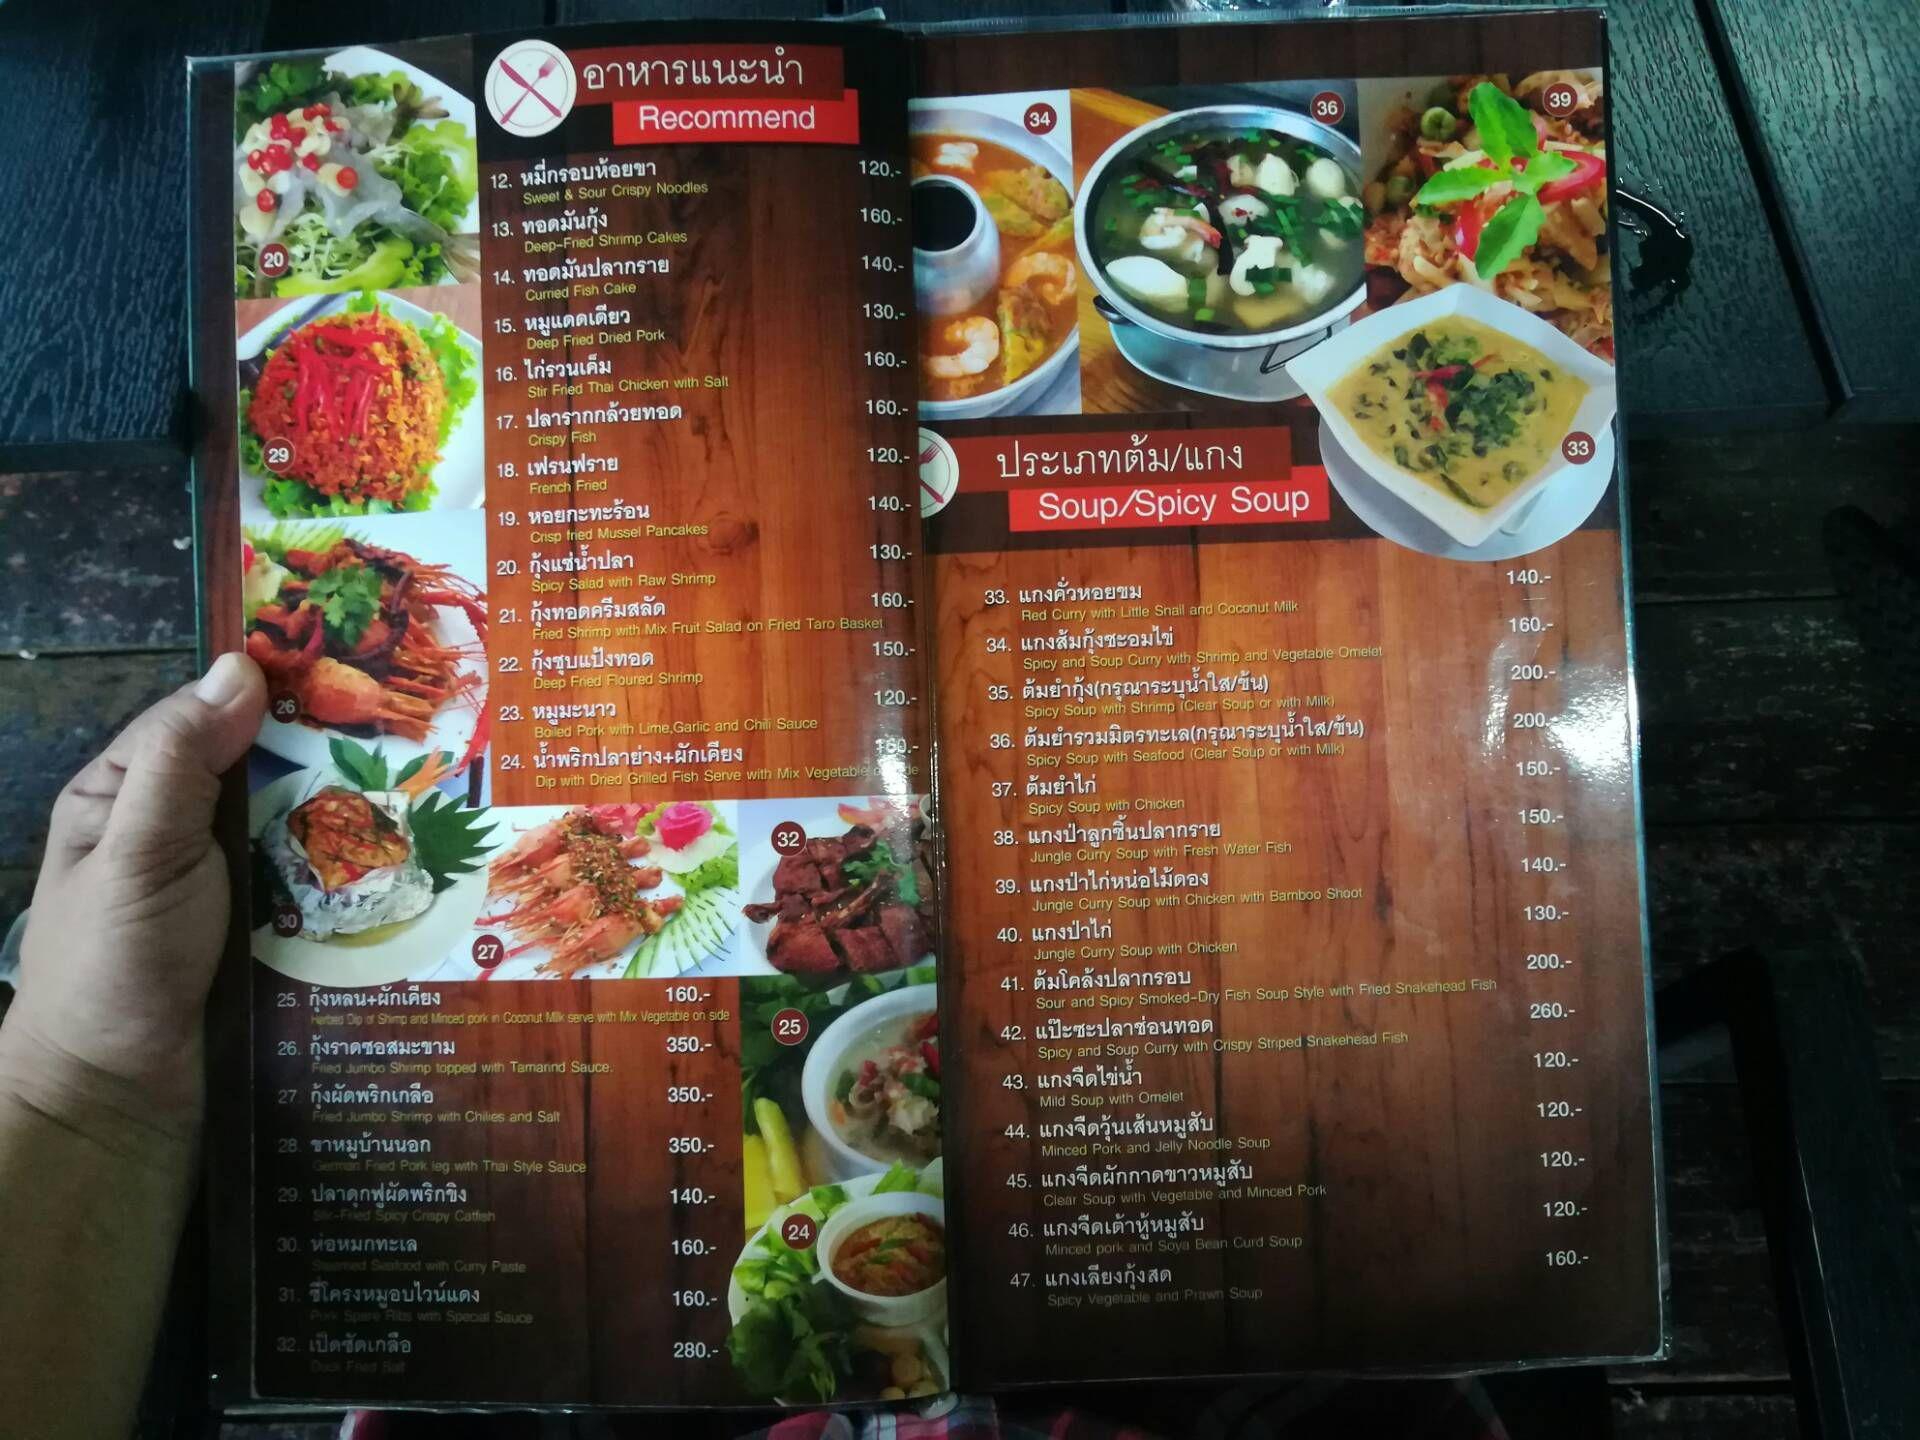 อาหารแนะนำ
Recommend
12. หมี่กรอบห้อยขา 120.-
Sweet & Sour Crispy Noodles
13. ทอดมันกุ้ง 160.-
Deep-Fried Shrimp Cakes
14. ทอดมันปลากราย 140.-
Curried Fish Cake
15. หมูแดดเดียว 130.-
Deep Fried Dried Pork
16. ไก่รวนเค็ม 160.-
Stir Fried Thai Chicken with Salt
17. ปลารากกล้วยทอด 160.-
Crispy Fish
18. เฟรนฟราย 120.-
French Fried
19. หอยกะทะร้อน 140.-
Crisp fried Mussel Pancakes
20. กุ้งแช่น้ำปลา 130.-
Spicy Salad with Raw Shrimp
21. กุ้งทอดครีมสลัด 160.-
Fried Shrimp with Mix Fruit Salad on Fried Taro Basket
22. กุ้งชุบแป้งทอด 150.-
Deep Fried Floured Shrimp
23. หมูมะนาว 120.-
Boiled Pork with Lime,Garlic and Chili Sauce
24. น้ำพริกปลาย่าง+ผักเคียง 160.-
Dip with Dried Grilled Fish Serve with Mix Vegetable on side
20
29
26
30
27
32
25
24
25. กุ้งหลน+ผักเคียง 160.-
Herbed Dip of Shrimp and Minced pork in Coconut Milk serve with Mix Vegetable on side
26. กุ้งราดซอสมะขาม 350.-
Fried Jumbo Shrimp topped with Tamarind Sauce.
27. กุ้งผัดพริกเกลือ 350.-
Fried Jumbo Shrimp with Chilies and Salt
28. ขาหมูบ้านนอก 350.-
German Fried Pork leg with Thai Style Sauce
29. ปลาดุกฟูผัดพริกขิง 140.-
Stir-Fried Spicy Crispy Catfish
30. ห่อหมกทะเล 160.-
Steamed Seafood with Curry Paste
31. ซี่โครงหมูอบไวน์แดง 160.-
Pork Spare Ribs with Special Sauce
32. เป็ดซัดเกลือ 280.-
Duck Fried Salt
34
36
39
33
ประเภทต้ม/แกง
Soup/Spicy Soup
33. แกงคั่วหอยขม 140.-
Red Curry with Little Snail and Coconut Milk
34. แกงส้มกุ้งชะอมไข่ 160.-
Spicy and Soup Curry with Shrimp and Vegetable Omelet
35. ต้มยำกุ้ง(กรุณาระบุน้ำใส/ข้น) 200.-
Spicy Soup with Shrimp (Clear Soup or with Milk)
36. ต้มยำรวมมิตรทะเล(กรุณาระบุน้ำใส/ข้น) 200.-
Spicy Soup with Seafood (Clear Soup or with Milk)
37. ต้มยำไก่ 150.-
Spicy Soup with Chicken
38. แกงป่าลูกชิ้นปลากราย 150.-
Jungle Curry Soup with Fresh Water Fish
39. แกงป่าไก่หน่อไม้ดอง 140.-
Jungle Curry Soup with Chicken with Bamboo Shoot
40. แกงป่าไก่ 130.-
Jungle Curry Soup with Chicken
41. ต้มโคล้งปลากรอบ 200.-
Sour and Spicy Smoked-Dry Fish Soup Style with Fried Snakehead Fish
42. แป๊ะซะปลาช่อนทอด 260.-
Spicy and Soup Curry with Crispy Striped Snakehead Fish
43. แกงจืดไข่น้ำ 120.-
Mild Soup with Omelet
44. แกงจืดวุ้นเส้นหมูสับ 120.-
Minced Pork and Jelly Noodle Soup
45. แกงจืดผักกาดขาวหมูสับ 120.-
Clear Soup with Vegetable and Minced Pork
46. แกงจืดเต้าหู้หมูสับ 120.-
Minced pork and Soya Bean Curd Soup
47. แกงเลียงกุ้งสด 160.-
Spicy Vegetable and Prawn Soup